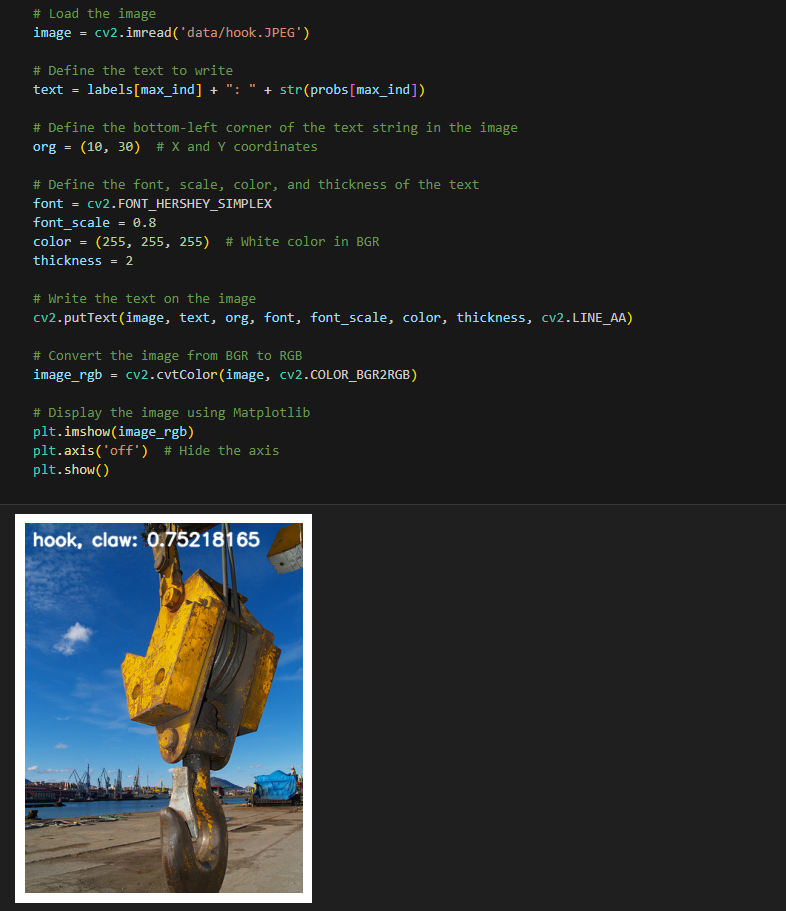 # Load the image
image = cv2.imread('data/hook.JPEG')
# Define the text to write
text = labels[max_ind] + ": " + str(probs[max_ind])
# Define the bottom-left corner of the text string in the image
org = (10, 30)  # X and Y coordinates
# Define the font, scale, color, and thickness of the text
font = cv2.FONT_HERSHEY_SIMPLEX
font_scale = 0.8
color = (255, 255, 255)  # White color in BGR
thickness = 2
# Write the text on the image
cv2.putText(image, text, org, font, font_scale, color, thickness, cv2.LINE_AA)
# Convert the image from BGR to RGB
image_rgb = cv2.cvtColor(image, cv2.COLOR_BGR2RGB)
# Display the image using Matplotlib
plt.imshow(image_rgb)
plt.axis('off')  # Hide the axis
plt.show()
hook, claw: 0.75218165